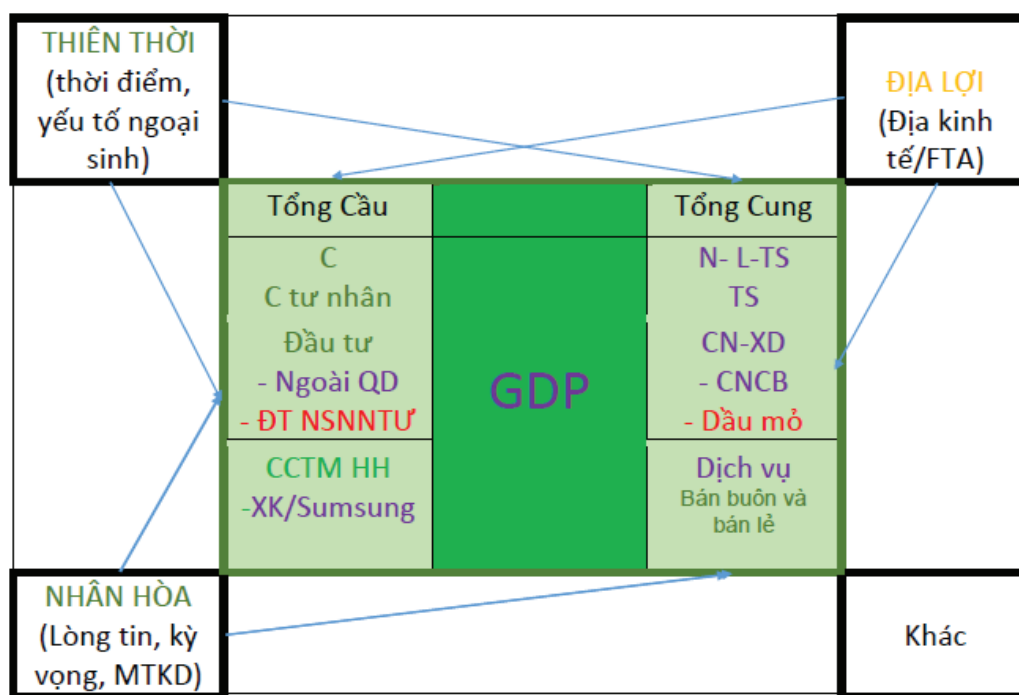 THIÊN THỜI
(thời điểm,
yếu tố ngoại
sinh)
ĐỊA LỢI
(Địa kinh
tế/FTA)
Tổng Cầu
C
C tư nhân
Đầu tư
- Ngoài QD
- ĐT NSNNTƯ
CCTM HH
-XK/Sumsung
GDP
Tổng Cung
N- L-TS
TS
CN-XD
- CNCB
- Dầu mỏ
Dịch vụ
Bán buôn và
bán lẻ
NHÂN HÒA
(Lòng tin, kỳ
vọng, MTKD)
Khác